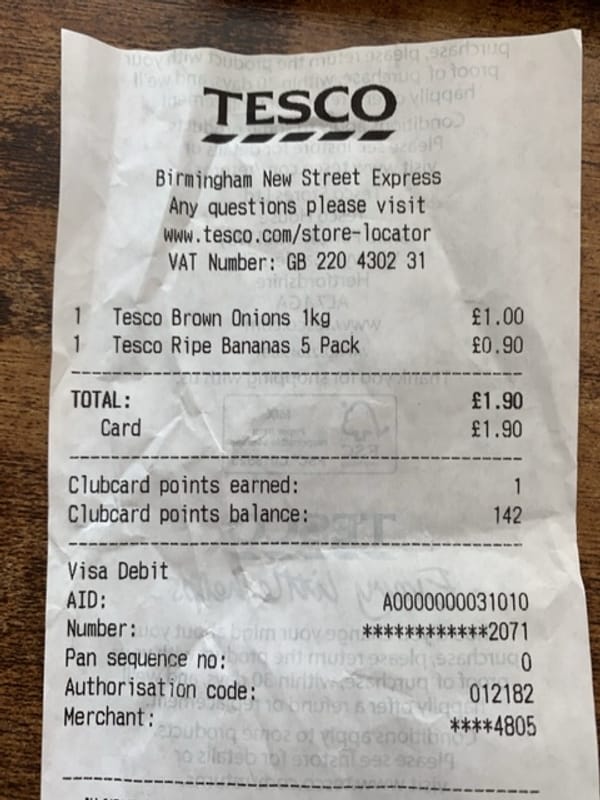 TESCO
Birmingham New Street Express
Any questions please visit
www.tesco.com/store-locator
VAT Number: GB 220 4302 31
1 Tesco Brown Onions 1kg £1.00
1 Tesco Ripe Bananas 5 Pack £0.90
TOTAL: £1.90
Card £1.90
Clubcard points earned: 1
Clubcard points balance: 142
Visa Debit
AID: A0000000031010
Number: ************2071
Pan sequence no: 0
Authorisation code: 012182
Merchant: ****4805